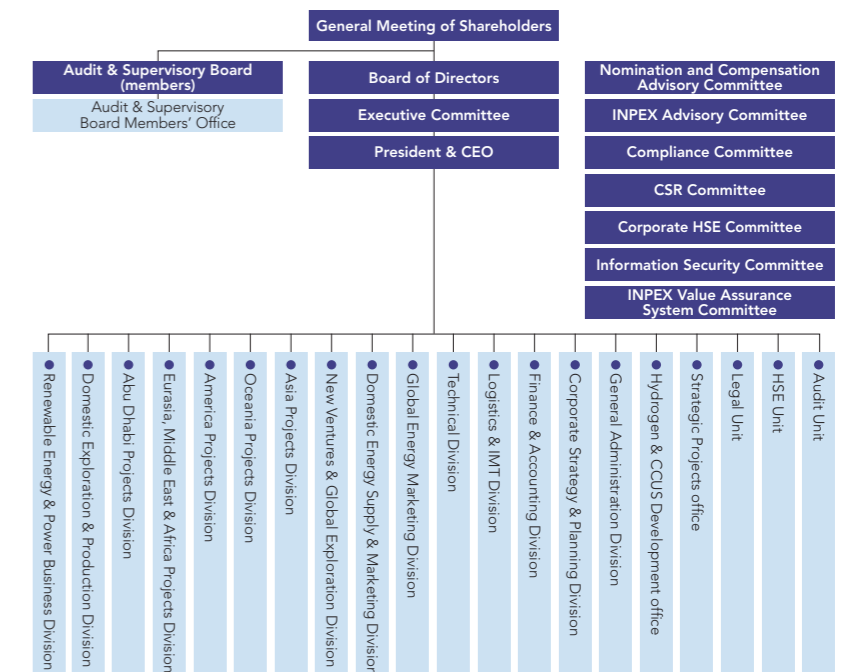 General Meeting of Shareholders
Audit & Supervisory Board
(members)
Audit & Supervisory
Board Members’ Office
Board of Directors
Executive Committee
President & CEO
Nomination and Compensation
Advisory Committee
INPEX Advisory Committee
Compliance Committee
CSR Committee
Corporate HSE Committee
Information Security Committee
INPEX Value Assurance
System Committee
Renewable Energy & Power Business Division
Domestic Exploration & Production Division
Abu Dhabi Projects Division
Eurasia, Middle East & Africa Projects Division
America Projects Division
Oceania Projects Division
Asia Projects Division
New Ventures & Global Exploration Division
Domestic Energy Supply & Marketing Division
Global Energy Marketing Division
Technical Division
Logistics & IMT Division
Finance & Accounting Division
Corporate Strategy & Planning Division
General Administration Division
Hydrogen & CCUS Development office
Strategic Projects office
Legal Unit
HSE Unit
Audit Unit